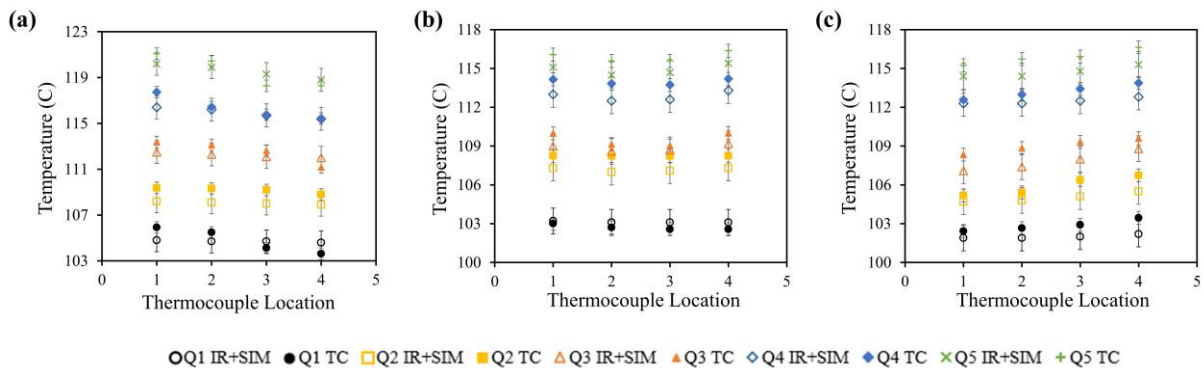 (a)
Temperature (C)
123
119
115
111
107
103
0 1 2 3 4 5
Thermocouple Location
(b)
Temperature (C)
118
115
112
109
106
103
100
0 1 2 3 4 5
Thermocouple Location
(c)
Temperature (C)
118
115
112
109
106
103
100
0 1 2 3 4 5
Thermocouple Location
Q1 IR+SIM Q1 TC Q2 IR+SIM Q2 TC Q3 IR+SIM Q3 TC Q4 IR+SIM Q4 TC Q5 IR+SIM Q5 TC